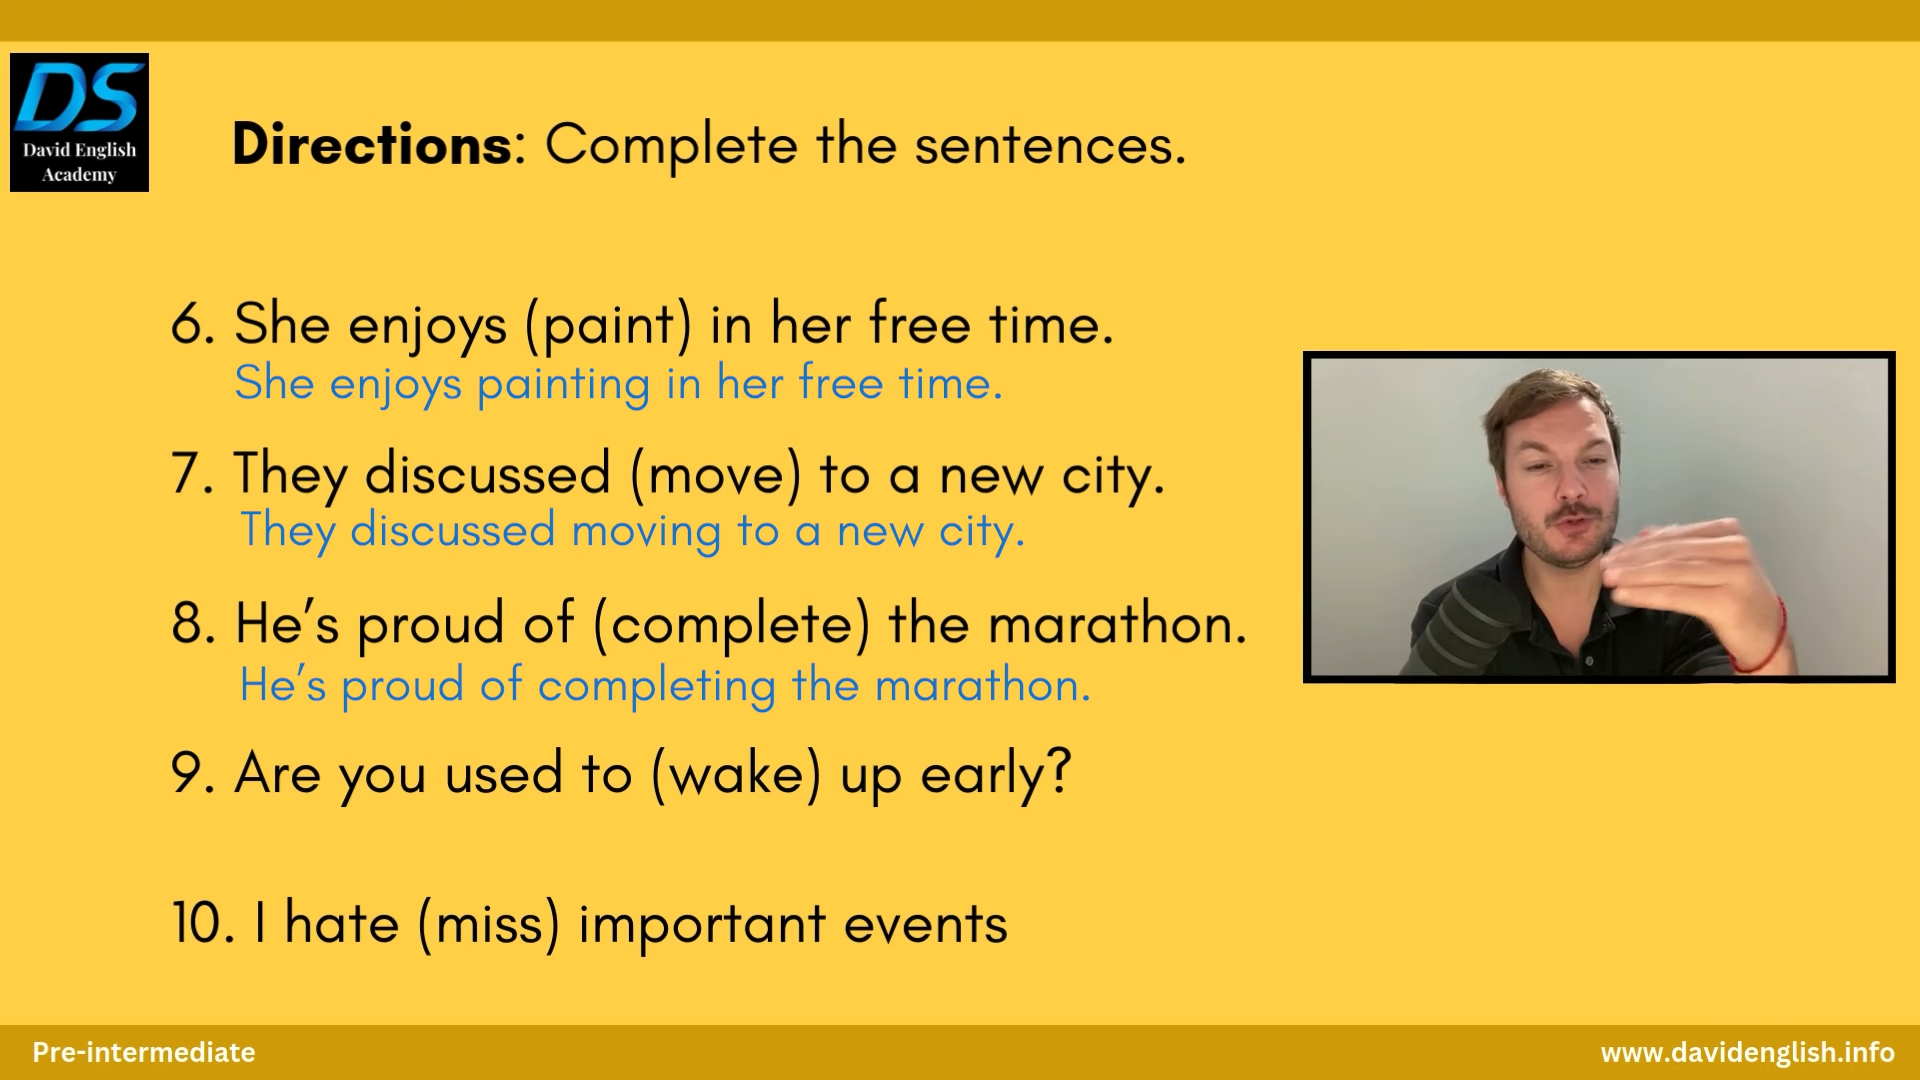 DS
David English
Academy
Directions: Complete the sentences.
6. She enjoys (paint) in her free time.
She enjoys painting in her free time.
7. They discussed (move) to a new city.
They discussed moving to a new city.
8. He’s proud of (complete) the marathon.
He’s proud of completing the marathon.
9. Are you used to (wake) up early?
10. I hate (miss) important events
Pre-intermediate
www.davidenglish.info